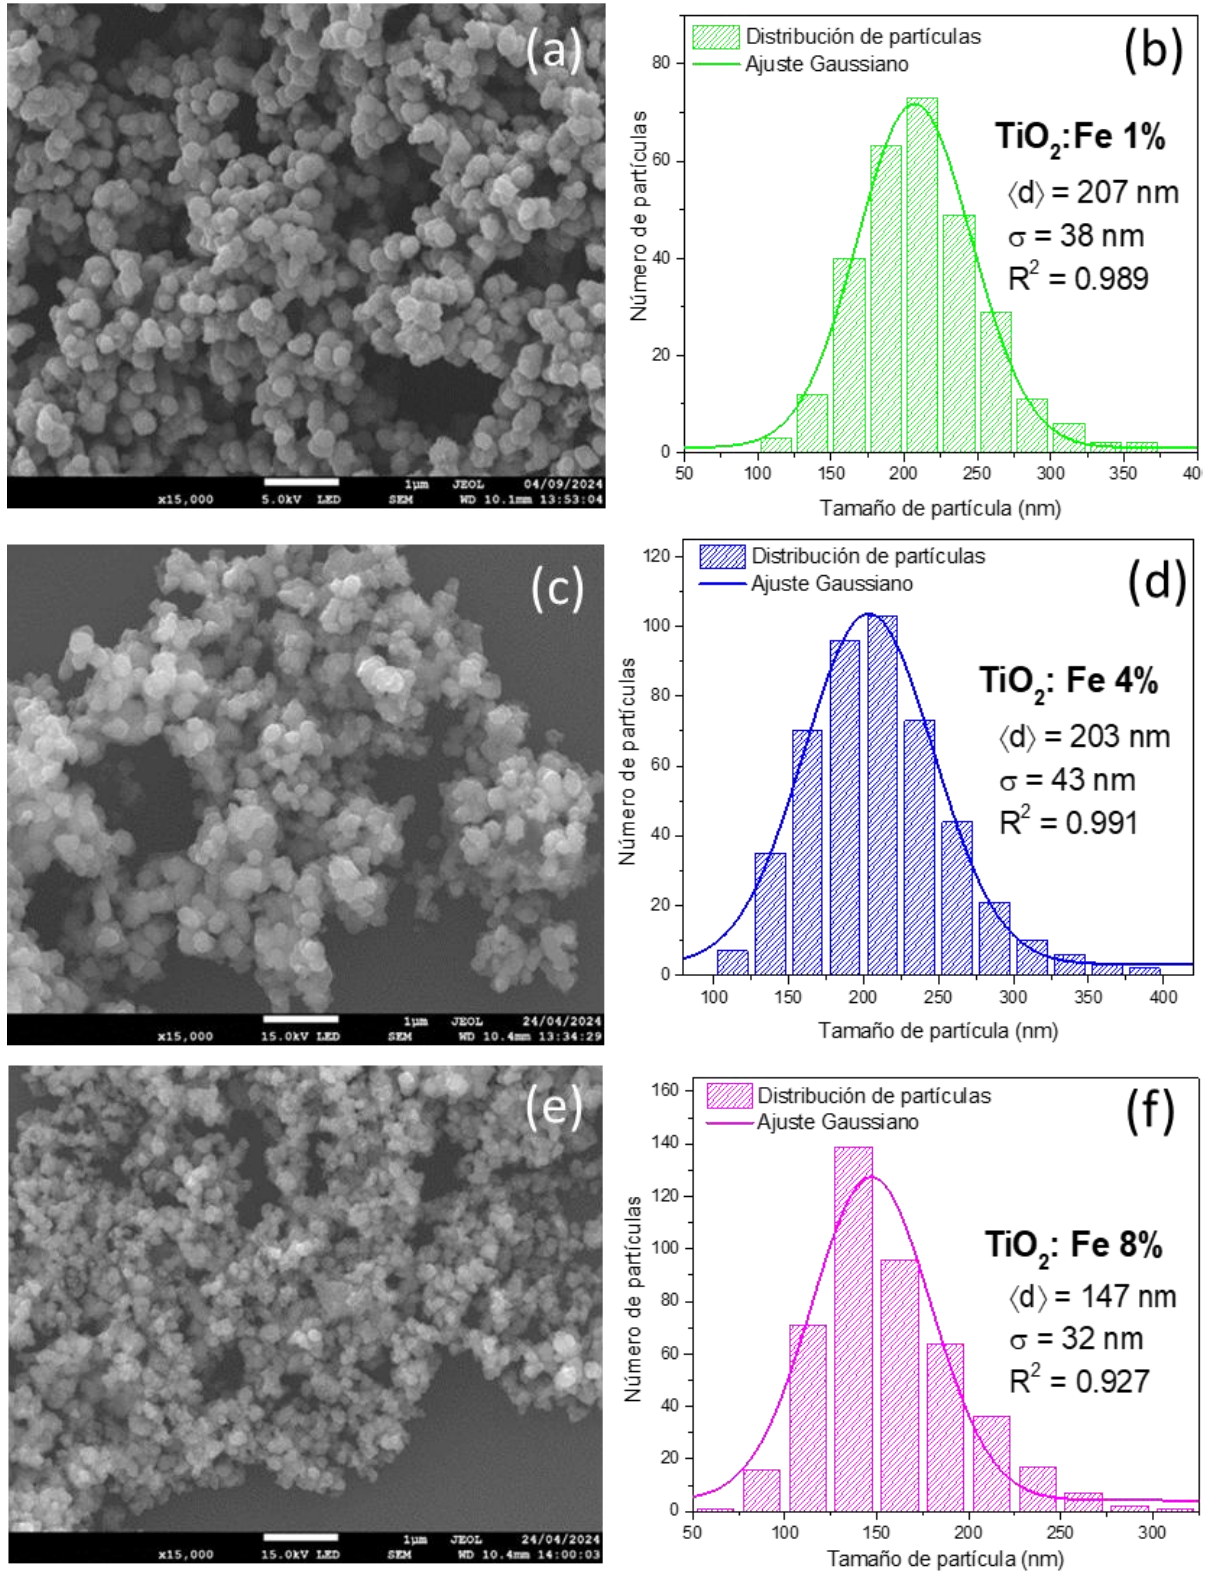 (a)
x15,000 5.0kV LED 1μm JEOL SEM 04/09/2024 WD 10.1mm 13:53:04
(b)
Distribución de partículas
Ajuste Gaussiano
TiO2:Fe 1%
⟨d⟩ = 207 nm
σ = 38 nm
R² = 0.989
Número de partículas
80
60
40
20
0
50 100 150 200 250 300 350 40
Tamaño de partícula (nm)
(c)
x15,000 15.0kV LED 1μm JEOL SEM 24/04/2024 WD 10.4mm 13:34:29
(d)
Distribución de partículas
Ajuste Gaussiano
TiO2: Fe 4%
⟨d⟩ = 203 nm
σ = 43 nm
R² = 0.991
Número de partículas
120
100
80
60
40
20
0
100 150 200 250 300 350 400
Tamaño de partícula (nm)
(e)
x15,000 15.0kV LED 1μm JEOL SEM 24/04/2024 WD 10.4mm 14:00:03
(f)
Distribución de partículas
Ajuste Gaussiano
TiO2: Fe 8%
⟨d⟩ = 147 nm
σ = 32 nm
R² = 0.927
Número de partículas
160
140
120
100
80
60
40
20
0
50 100 150 200 250 300
Tamaño de partícula (nm)